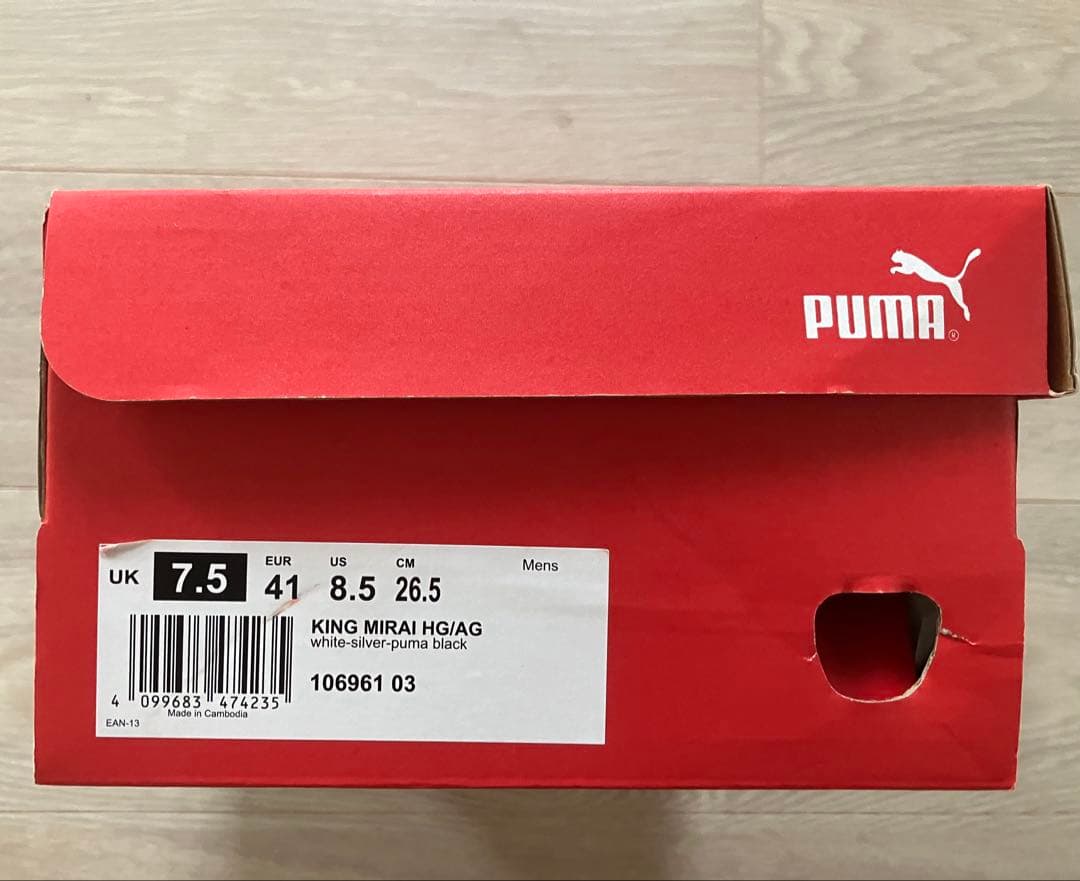 PUMA
UK 7.5 EUR 41 US 8.5 CM 26.5 Mens
KING MIRAI HG/AG
white-silver-puma black
106961 03
4 099683 474235
Made in Cambodia
EAN-13